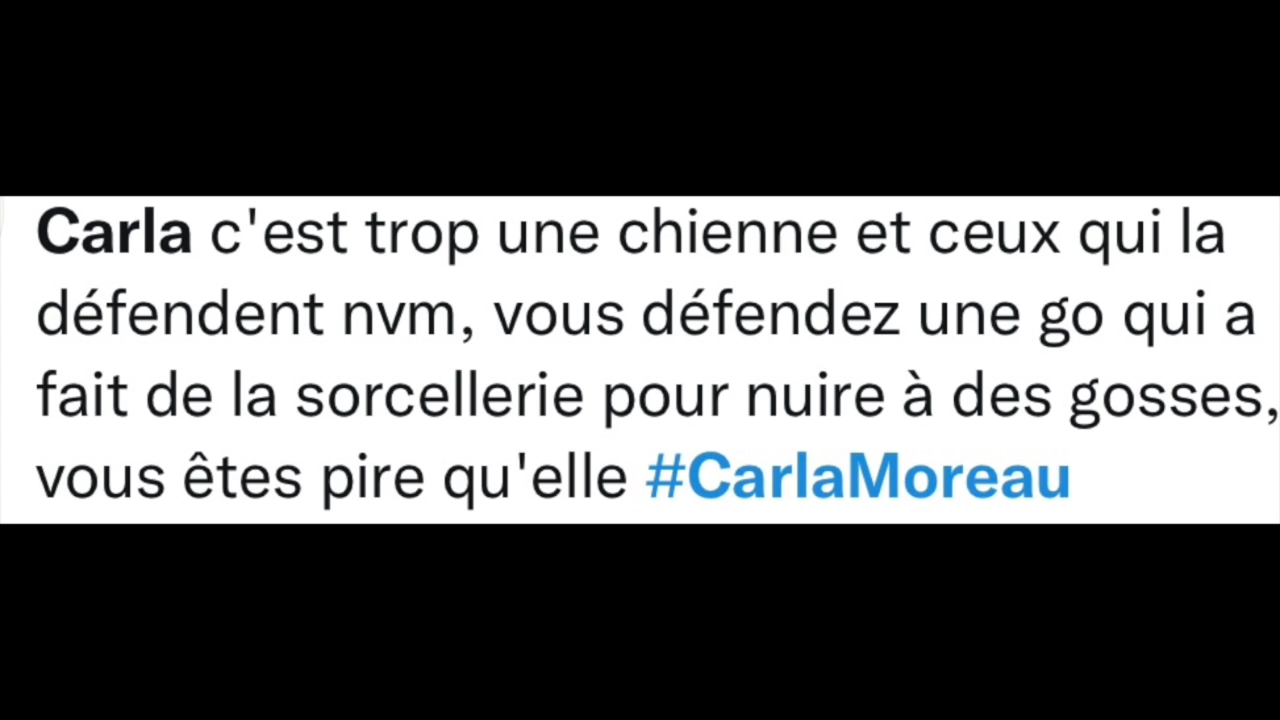 Carla c'est trop une chienne et ceux qui la
défendent nvm, vous défendez une go qui a
fait de la sorcellerie pour nuire à des gosses,
vous êtes pire qu'elle #CarlaMoreau